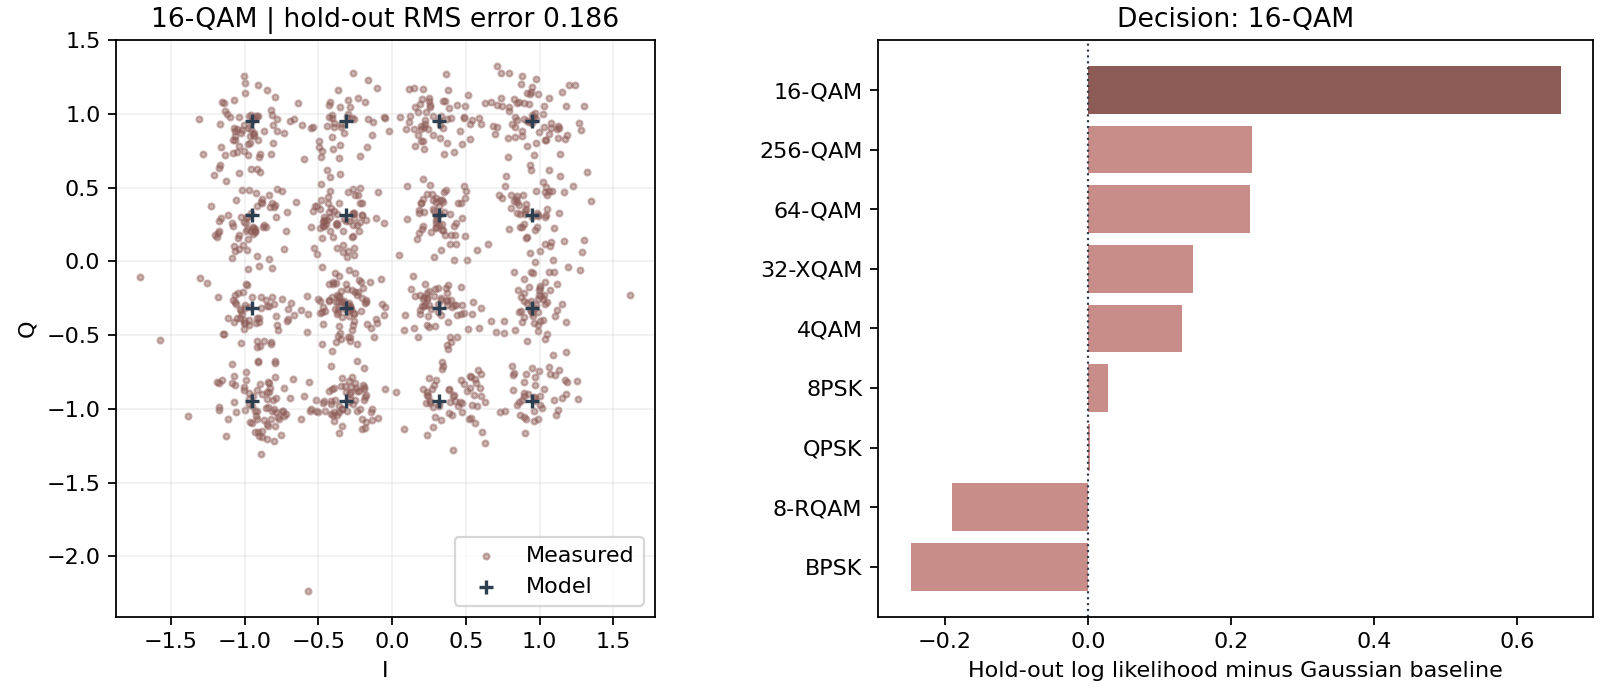 16-QAM | hold-out RMS error 0.186
1.5
1.0
0.5
0.0
−0.5
−1.0
−1.5
−2.0
Q
−1.5
−1.0
−0.5
0.0
0.5
1.0
1.5
I
Measured
Model
Decision: 16-QAM
16-QAM
256-QAM
64-QAM
32-XQAM
4QAM
8PSK
QPSK
8-RQAM
BPSK
−0.2
0.0
0.2
0.4
0.6
Hold-out log likelihood minus Gaussian baseline